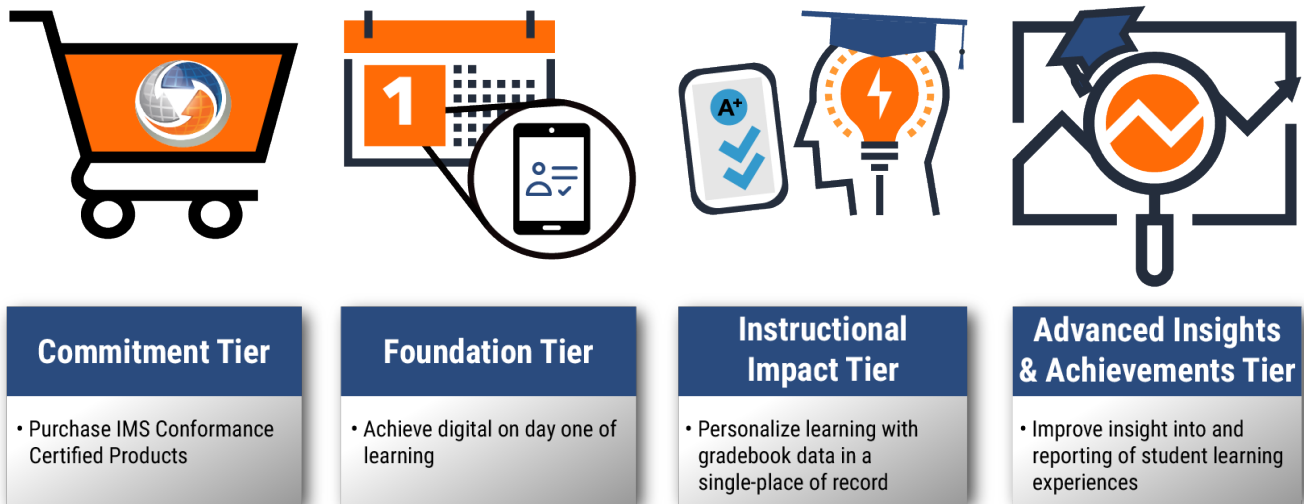 1
A+
Commitment Tier
• Purchase IMS Conformance
Certified Products
Foundation Tier
• Achieve digital on day one of
learning
Instructional
Impact Tier
• Personalize learning with
gradebook data in a
single-place of record
Advanced Insights
& Achievements Tier
• Improve insight into and
reporting of student learning
experiences